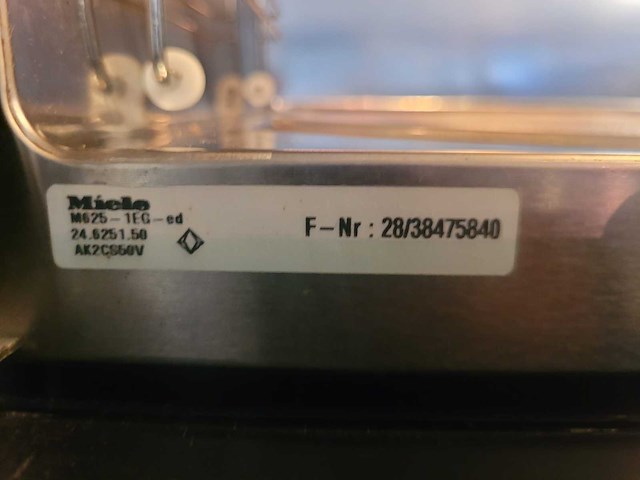 Miele
M625-1EG-ed
24.6251.50
AK2CS50V
F-Nr : 28/38475840